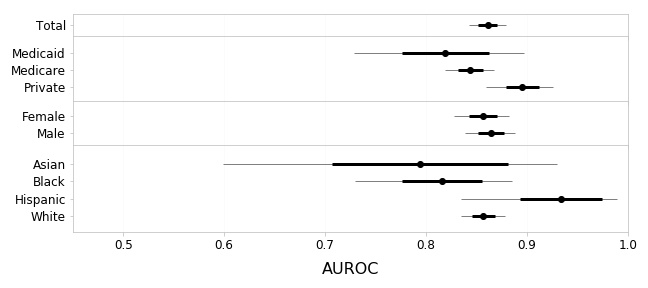 Total
Medicaid
Medicare
Private
Female
Male
Asian
Black
Hispanic
White
0.5 0.6 0.7 0.8 0.9 1.0
AUROC